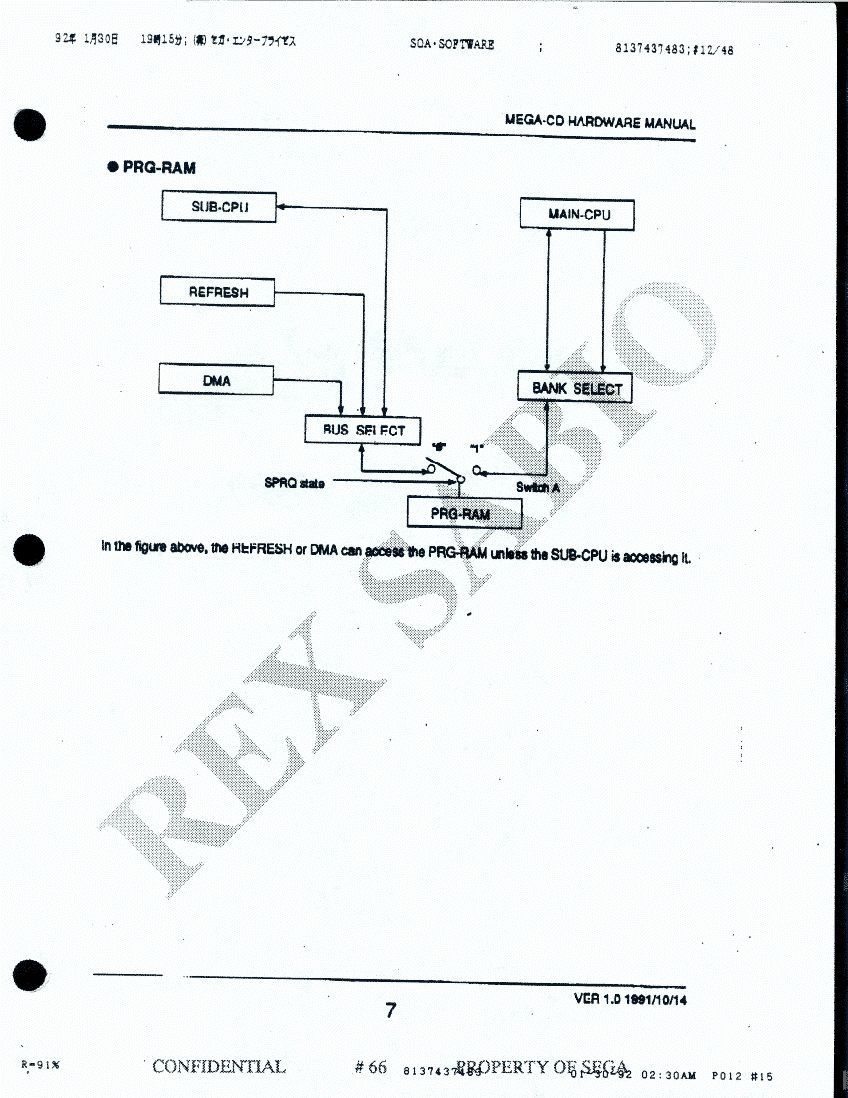 92年 1月30日 19時15分; (株) セガ・エンタープライゼス SOA·SOFTWARE ; 8137437483;#12/48
MEGA-CD HARDWARE MANUAL
● PRG-RAM
SUB-CPU
MAIN-CPU
REFRESH
DMA
BANK SELECT
BUS SELECT
"0" "1"
SPRQ state
Switch A
PRG-RAM
In the figure above, the REFRESH or DMA can access the PRG-RAM unless the SUB-CPU is accessing it.
REX SABIO
VER 1.0 1991/10/14
7
R=91% CONFIDENTIAL # 66 8137437483 PROPERTY OF SEGA 01-30-92 02:30AM P012 #15